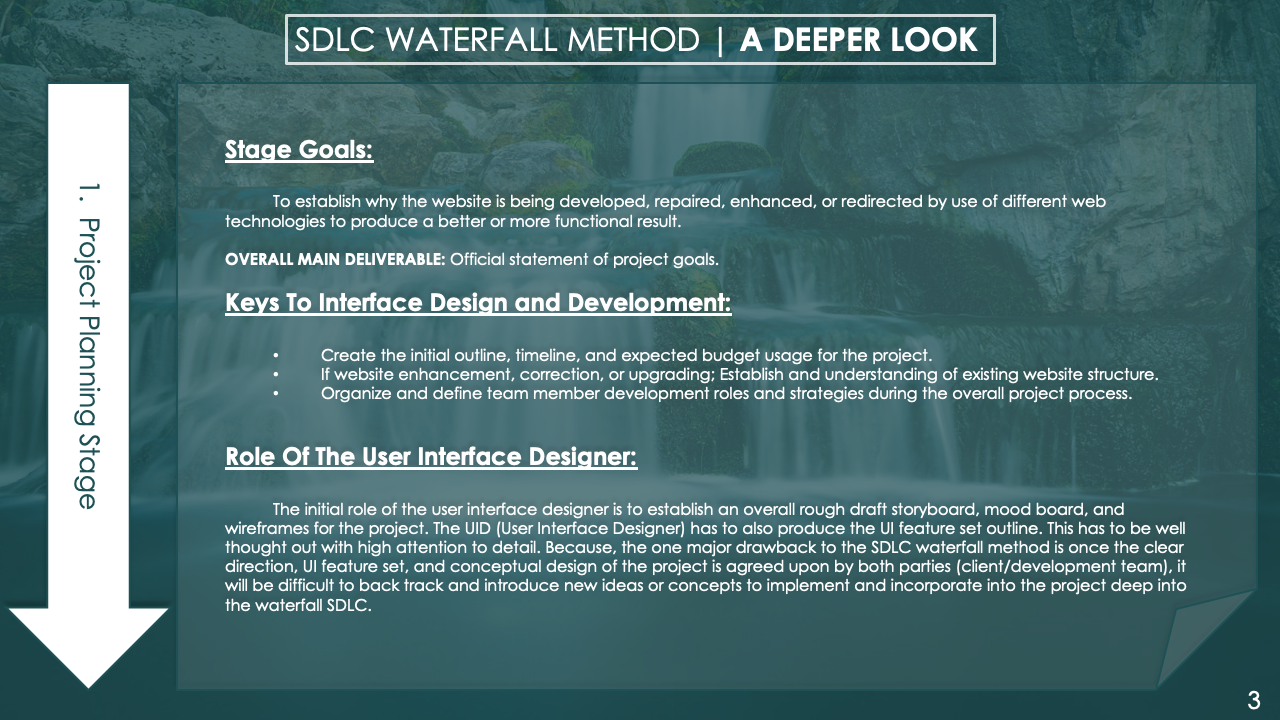 SDLC WATERFALL METHOD | A DEEPER LOOK
1. Project Planning Stage
Stage Goals:
To establish why the website is being developed, repaired, enhanced, or redirected by use of different web
technologies to produce a better or more functional result.
OVERALL MAIN DELIVERABLE: Official statement of project goals.
Keys To Interface Design and Development:
• Create the initial outline, timeline, and expected budget usage for the project.
• If website enhancement, correction, or upgrading; Establish and understanding of existing website structure.
• Organize and define team member development roles and strategies during the overall project process.
Role Of The User Interface Designer:
The initial role of the user interface designer is to establish an overall rough draft storyboard, mood board, and
wireframes for the project. The UID (User Interface Designer) has to also produce the UI feature set outline. This has to be well
thought out with high attention to detail. Because, the one major drawback to the SDLC waterfall method is once the clear
direction, UI feature set, and conceptual design of the project is agreed upon by both parties (client/development team), it
will be difficult to back track and introduce new ideas or concepts to implement and incorporate into the project deep into
the waterfall SDLC.
3